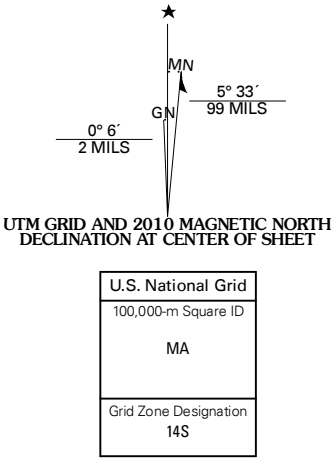 ★
MN
GN
5° 33´
99 MILS
0° 6´
2 MILS
UTM GRID AND 2010 MAGNETIC NORTH
DECLINATION AT CENTER OF SHEET
U.S. National Grid
100,000-m Square ID
MA
Grid Zone Designation
14S